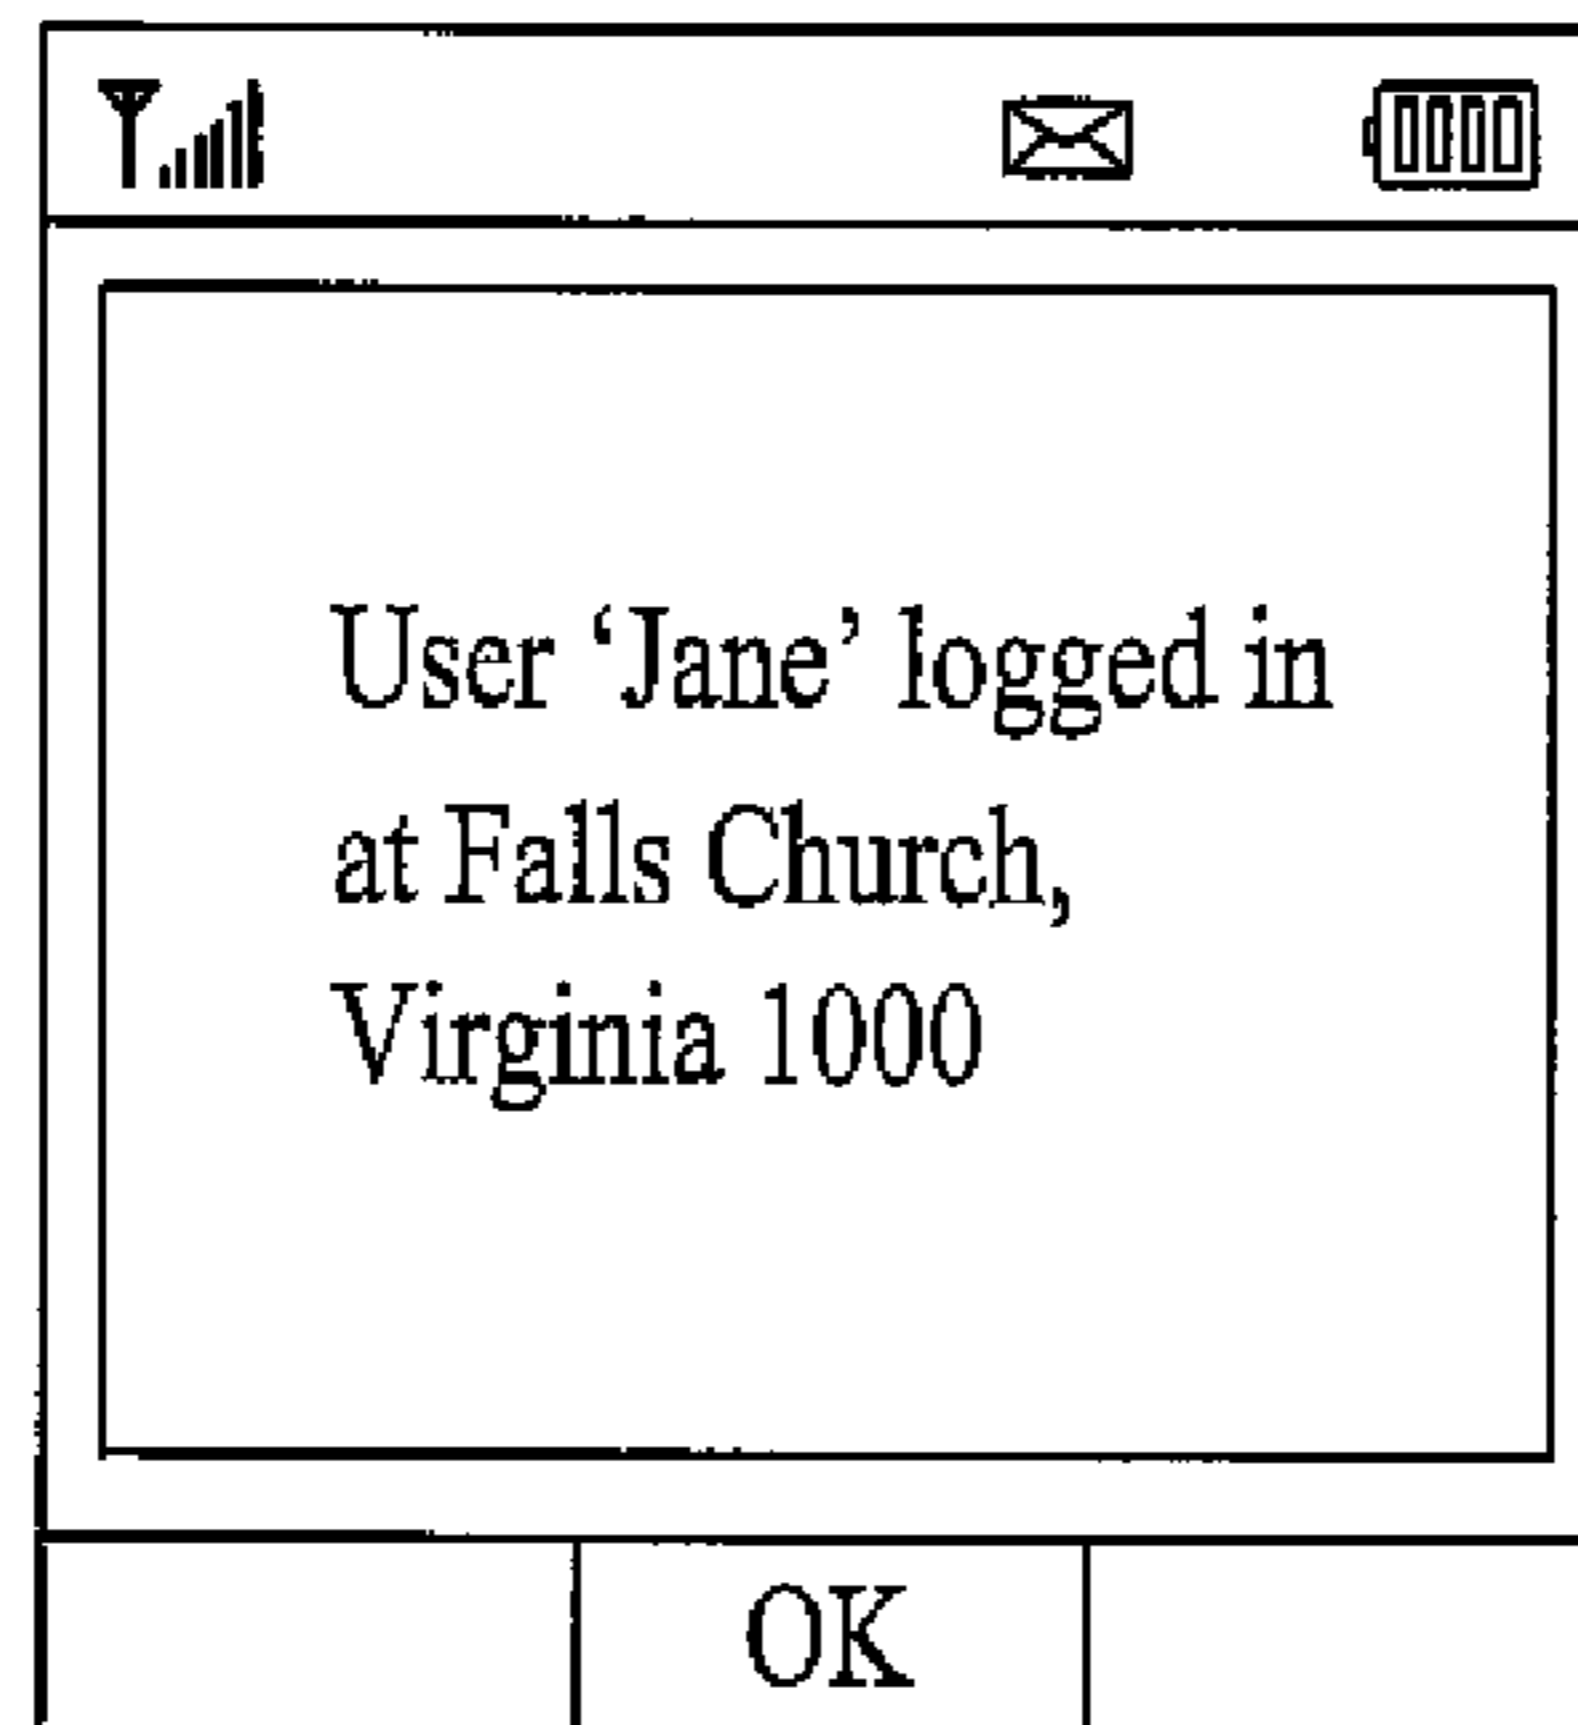 User ‘Jane’ logged in
at Falls Church,
Virginia 1000
OK